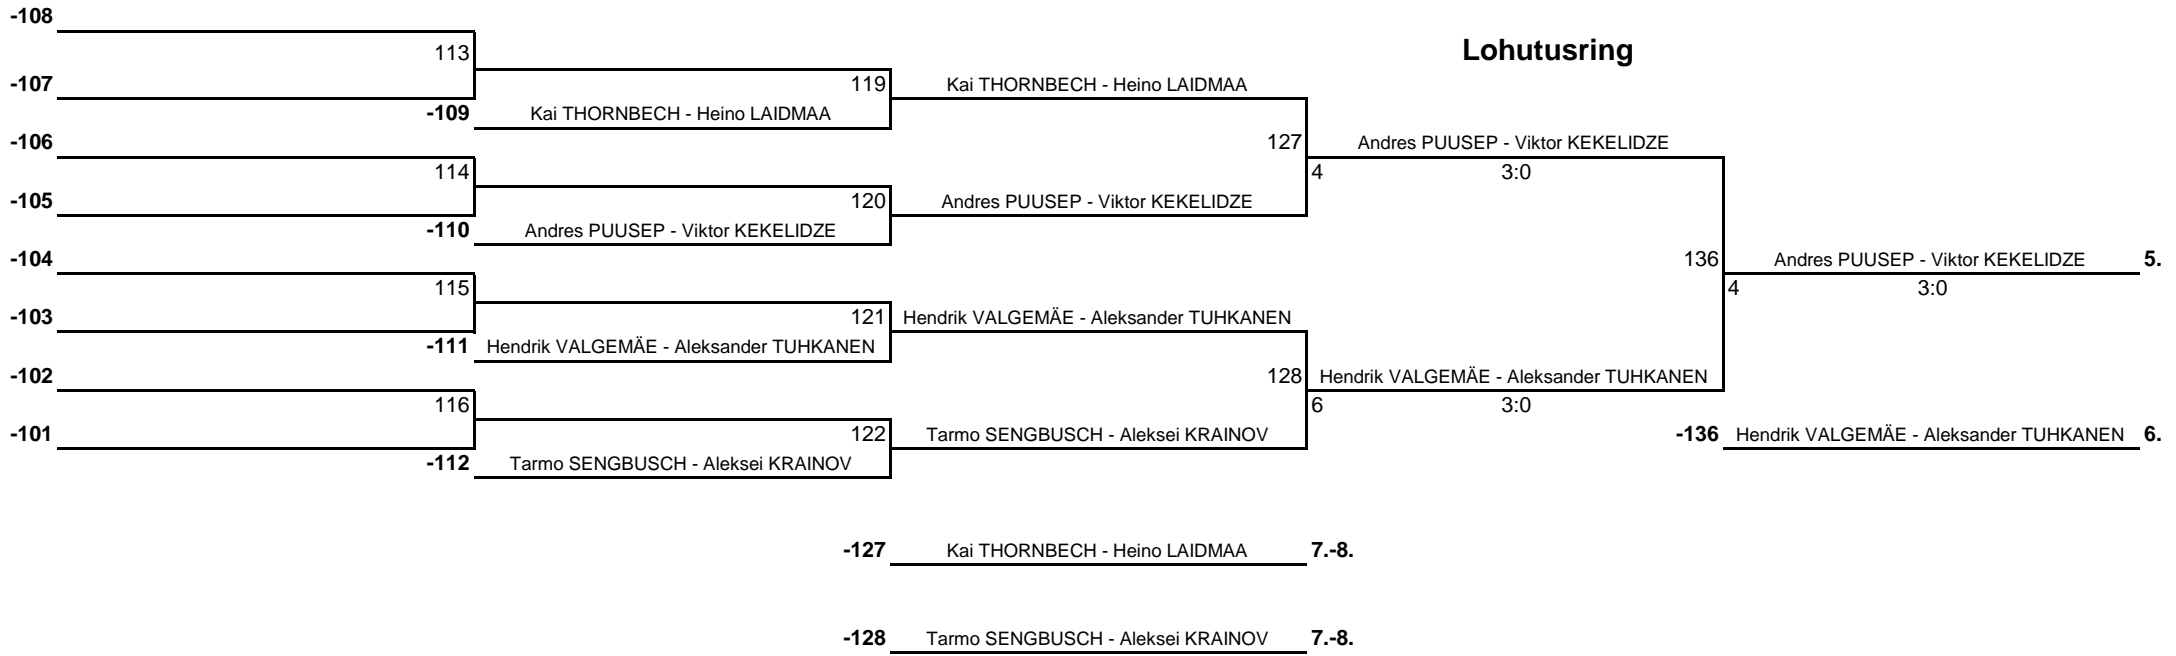 -108
113
Lohutusring
-107
119
Kai THORNBECH - Heino LAIDMAA
-109
Kai THORNBECH - Heino LAIDMAA
-106
127
Andres PUUSEP - Viktor KEKELIDZE
114
4
3:0
-105
120
Andres PUUSEP - Viktor KEKELIDZE
-110
Andres PUUSEP - Viktor KEKELIDZE
-104
136
Andres PUUSEP - Viktor KEKELIDZE
5.
115
4
3:0
-103
121
Hendrik VALGEMÄE - Aleksander TUHKANEN
-111
Hendrik VALGEMÄE - Aleksander TUHKANEN
-102
128
Hendrik VALGEMÄE - Aleksander TUHKANEN
116
6
3:0
-101
122
Tarmo SENGBUSCH - Aleksei KRAINOV
-136
Hendrik VALGEMÄE - Aleksander TUHKANEN
6.
-112
Tarmo SENGBUSCH - Aleksei KRAINOV
-127
Kai THORNBECH - Heino LAIDMAA
7.-8.
-128
Tarmo SENGBUSCH - Aleksei KRAINOV
7.-8.